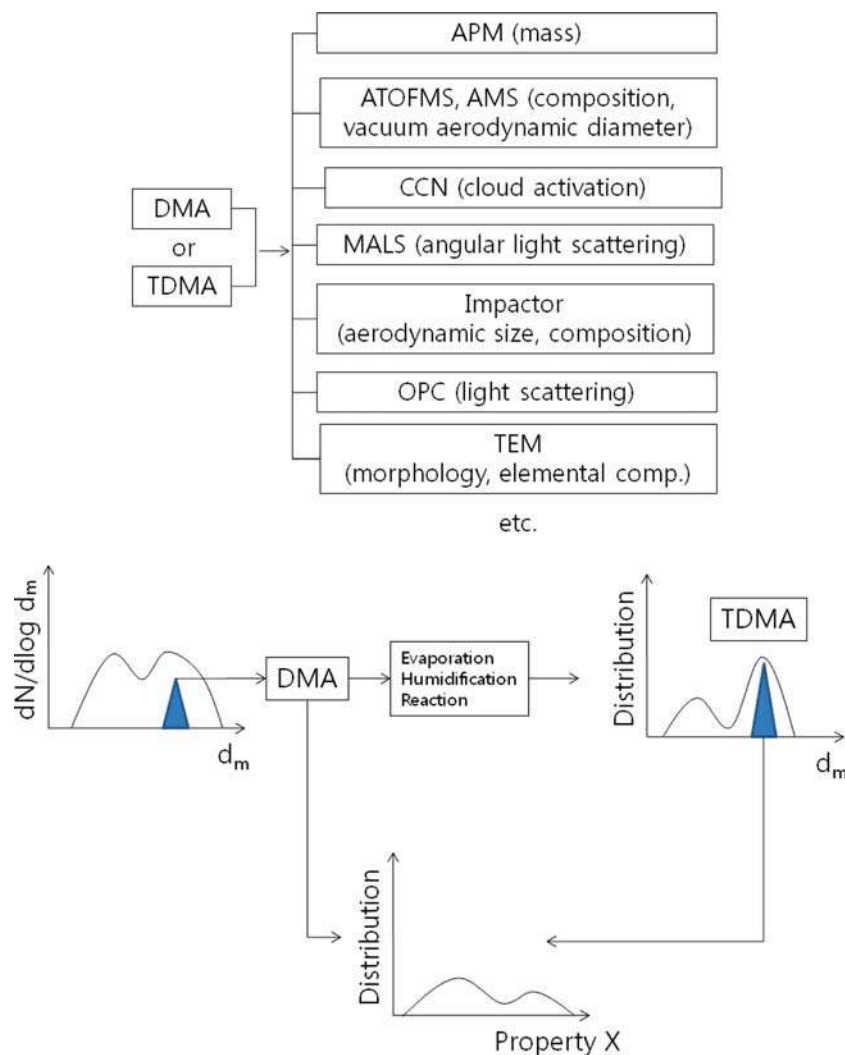 APM (mass)
ATOFMS, AMS (composition,
vacuum aerodynamic diameter)
CCN (cloud activation)
DMA
or
TDMA
MALS (angular light scattering)
Impactor
(aerodynamic size, composition)
OPC (light scattering)
TEM
(morphology, elemental comp.)
etc.
dN/dlog dm
dm
DMA
Evaporation
Humidification
Reaction
Distribution
TDMA
dm
Distribution
Property X